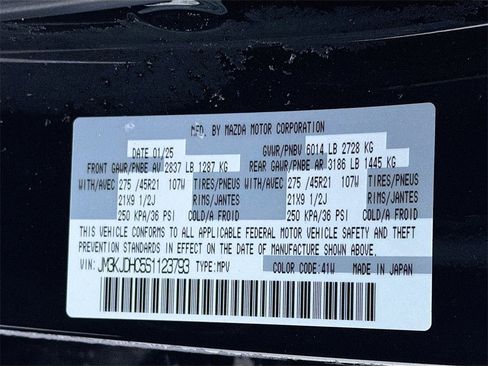 MFD. BY MAZDA MOTOR CORPORATION
DATE 01/25 GVWR/PNBV 6014 LB 2728 KG
FRONT GAWR/PNBE AV 2837 LB 1287 KG REAR GAWR/PNBE AR 3186 LB 1445 KG
WITH/AVEC 275 /45R21 107W TIRES/PNEUS WITH/AVEC 275 /45R21 107W TIRES/PNEUS
21X9 1/2J RIMS/JANTES 21X9 1/2J RIMS/JANTES
250 KPA/36 PSI COLD/A FROID 250 KPA/36 PSI COLD/A FROID
THIS VEHICLE CONFORMS TO ALL APPLICABLE FEDERAL MOTOR VEHICLE SAFETY AND THEFT
PREVENTION STANDARDS IN EFFECT ON THE DATE OF MANUFACTURE SHOWN ABOVE.
VIN: JM3KJDHC5S1123793 TYPE:MPV COLOR CODE:41W MADE IN JAPAN